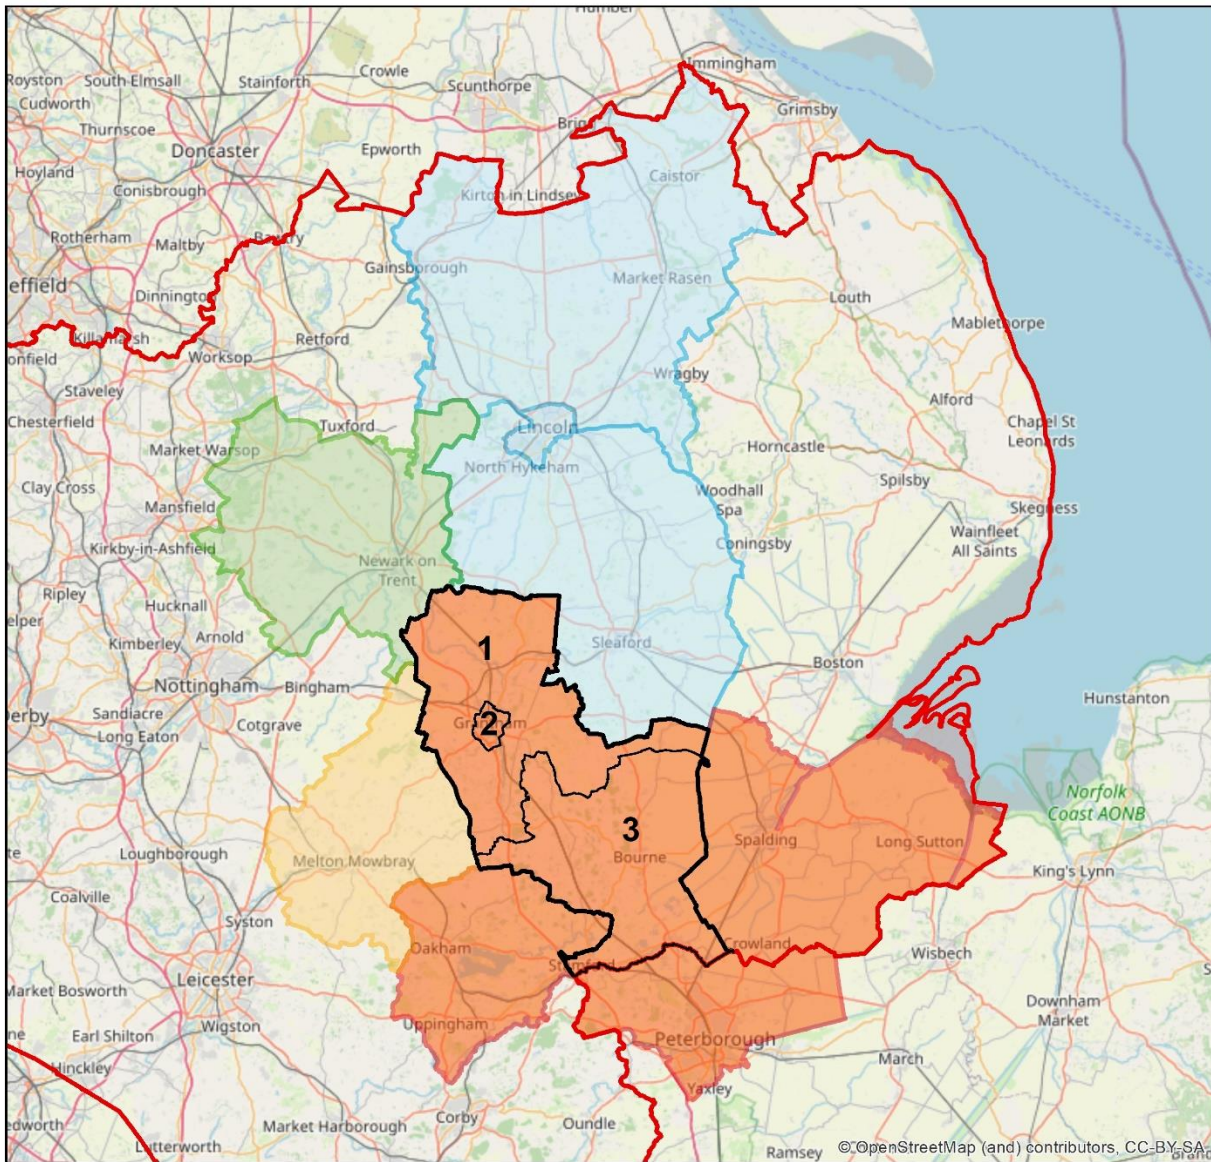 Humber
Immingham
Royston
South Elmsall
Stainforth
Crowle
Scunthorpe
Cudworth
Grimsby
Thurnscoe
Brigg
Doncaster
Epworth
Hoyland
Conisbrough
Kirton in Lindsey
Caistor
Rotherham
Maltby
Bawtry
Gainsborough
Market Rasen
effield
Dinnington
Louth
Killamarsh
Retford
Mablethorpe
onfield
Worksop
Staveley
Wragby
Alford
Chesterfield
Tuxford
Lincoln
Chapel St
Leonards
Market Warsop
Horncastle
North Hykeham
Clay Cross
Spilsby
Woodhall
Spa
Mansfield
Skegness
Wainfleet
All Saints
Kirkby-in-Ashfield
Coningsby
Newark on
Trent
Ripley
Hucknall
elper
Kimberley
Arnold
1
Sleaford
Boston
Nottingham
Bingham
Hunstanton
Derby
Sandiacre
Long Eaton
Cotgrave
2
Norfolk
Coast AONB
3
Spalding
Long Sutton
Loughborough
Melton Mowbray
Bourne
King's Lynn
Coalville
Syston
Oakham
Crowland
Wisbech
Stamford
Leicester
Market Bosworth
Downham
Market
Wigston
Uppingham
Earl Shilton
Peterborough
Hinckley
March
Yaxley
Corby
edworth
Market Harborough
Oundle
Lutterworth
Ramsey
© OpenStreetMap (and) contributors, CC-BY-SA